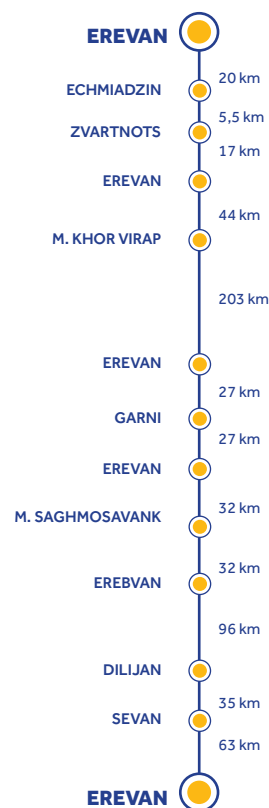 EREVAN
20 km
ECHMIADZIN
5,5 km
ZVARTNOTS
17 km
EREVAN
44 km
M. KHOR VIRAP
203 km
EREVAN
27 km
GARNI
27 km
EREVAN
32 km
M. SAGHMOSAVANK
32 km
EREBVAN
96 km
DILIJAN
35 km
SEVAN
63 km
EREVAN